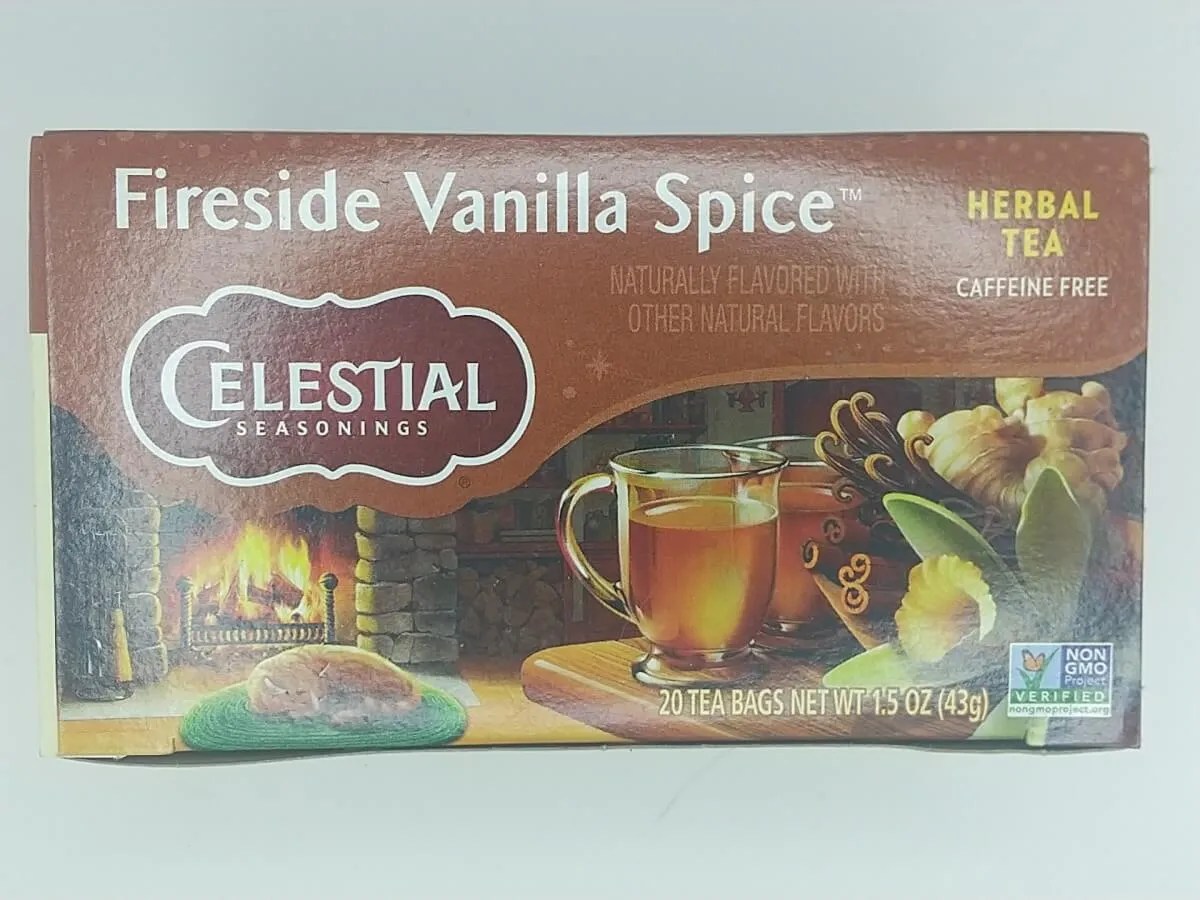 Fireside Vanilla Spice™
HERBAL
TEA
CAFFEINE FREE
NATURALLY FLAVORED WITH
OTHER NATURAL FLAVORS
CELESTIAL
SEASONINGS
®
20 TEA BAGS NET WT 1.5 OZ (43g)
NON
GMO
Project
VERIFIED
nongmoproject.org